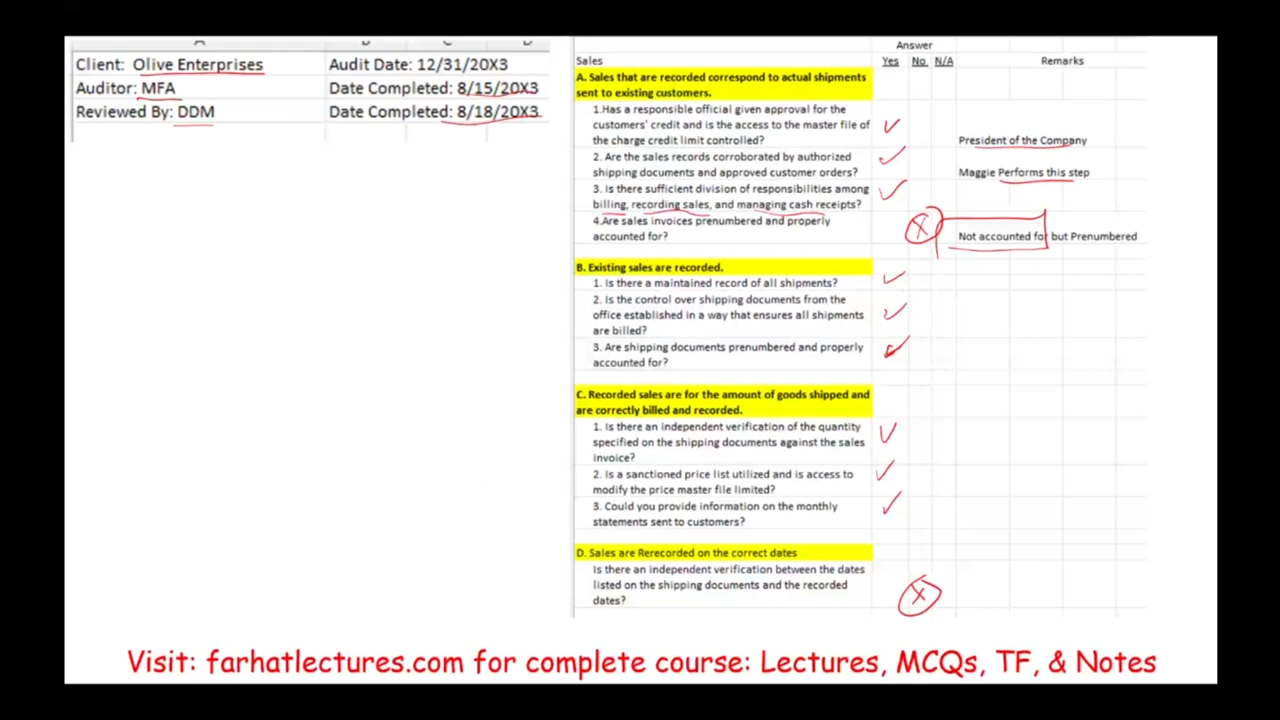 Client: Olive Enterprises
Audit Date: 12/31/20X3
Auditor: MFA
Date Completed: 8/15/20X3
Reviewed By: DDM
Date Completed: 8/18/20X3
Answer
Sales Yes No N/A Remarks
A. Sales that are recorded correspond to actual shipments
sent to existing customers.
1.Has a responsible official given approval for the
customers' credit and is the access to the master file of
the charge credit limit controlled?
President of the Company
2. Are the sales records corroborated by authorized
shipping documents and approved customer orders?
Maggie Performs this step
3. Is there sufficient division of responsibilities among
billing, recording sales, and managing cash receipts?
4.Are sales invoices prenumbered and properly
accounted for?
Not accounted for but Prenumbered
B. Existing sales are recorded.
1. Is there a maintained record of all shipments?
2. Is the control over shipping documents from the
office established in a way that ensures all shipments
are billed?
3. Are shipping documents prenumbered and properly
accounted for?
C. Recorded sales are for the amount of goods shipped and
are correctly billed and recorded.
1. Is there an independent verification of the quantity
specified on the shipping documents against the sales
invoice?
2. Is a sanctioned price list utilized and is access to
modify the price master file limited?
3. Could you provide information on the monthly
statements sent to customers?
D. Sales are Rerecorded on the correct dates
Is there an independent verification between the dates
listed on the shipping documents and the recorded
dates?
Visit: farhatlectures.com for complete course: Lectures, MCQs, TF, & Notes